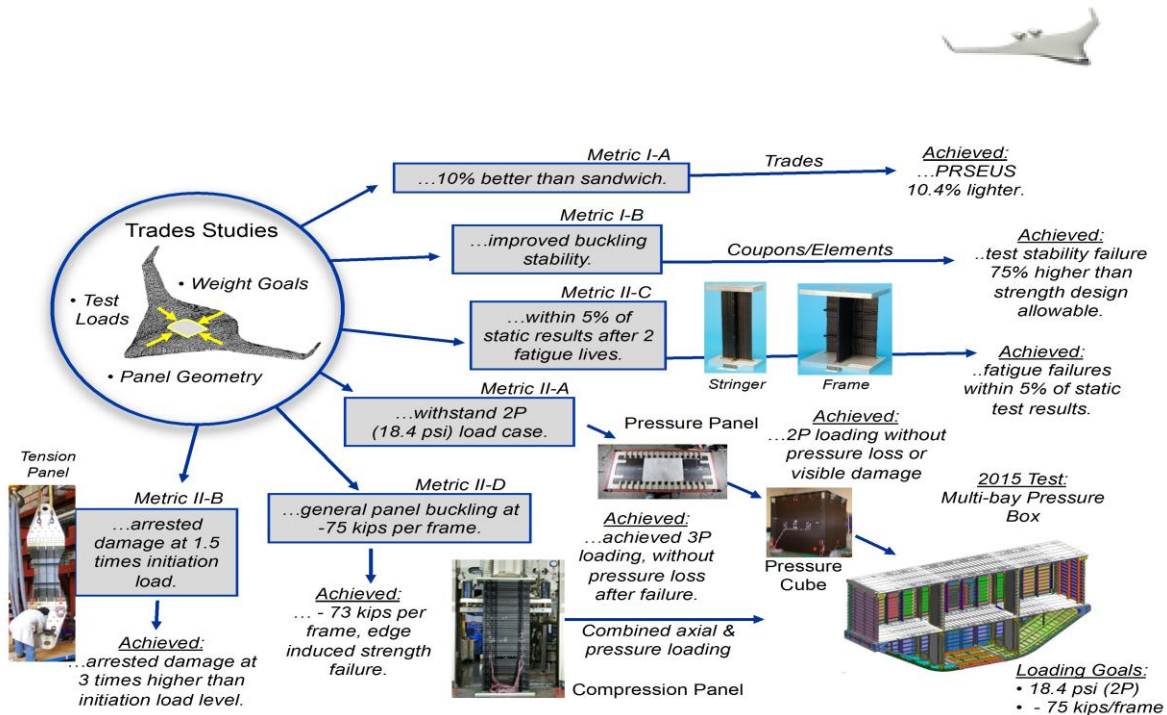 Metric I-A
…10% better than sandwich.
Trades
Achieved:
…PRSEUS
10.4% lighter.
Trades Studies
• Weight Goals
• Test
Loads
• Panel Geometry
Metric I-B
…improved buckling
stability.
Coupons/Elements
Achieved:
..test stability failure
75% higher than
strength design
allowable.
Metric II-C
…within 5% of
static results after 2
fatigue lives.
Stringer
Frame
Achieved:
..fatigue failures
within 5% of static
test results.
Metric II-A
…withstand 2P
(18.4 psi) load case.
Pressure Panel
Achieved:
…2P loading without
pressure loss or
visible damage
Tension
Panel
Metric II-B
…arrested
damage at 1.5
times initiation
load.
Achieved:
…arrested damage at
3 times higher than
initiation load level.
Metric II-D
…general panel buckling at
-75 kips per frame.
Achieved:
… - 73 kips per
frame, edge
induced strength
failure.
Achieved:
…achieved 3P
loading, without
pressure loss
after failure.
Pressure
Cube
2015 Test:
Multi-bay Pressure
Box
Combined axial &
pressure loading
Compression Panel
Loading Goals:
• 18.4 psi (2P)
• - 75 kips/frame